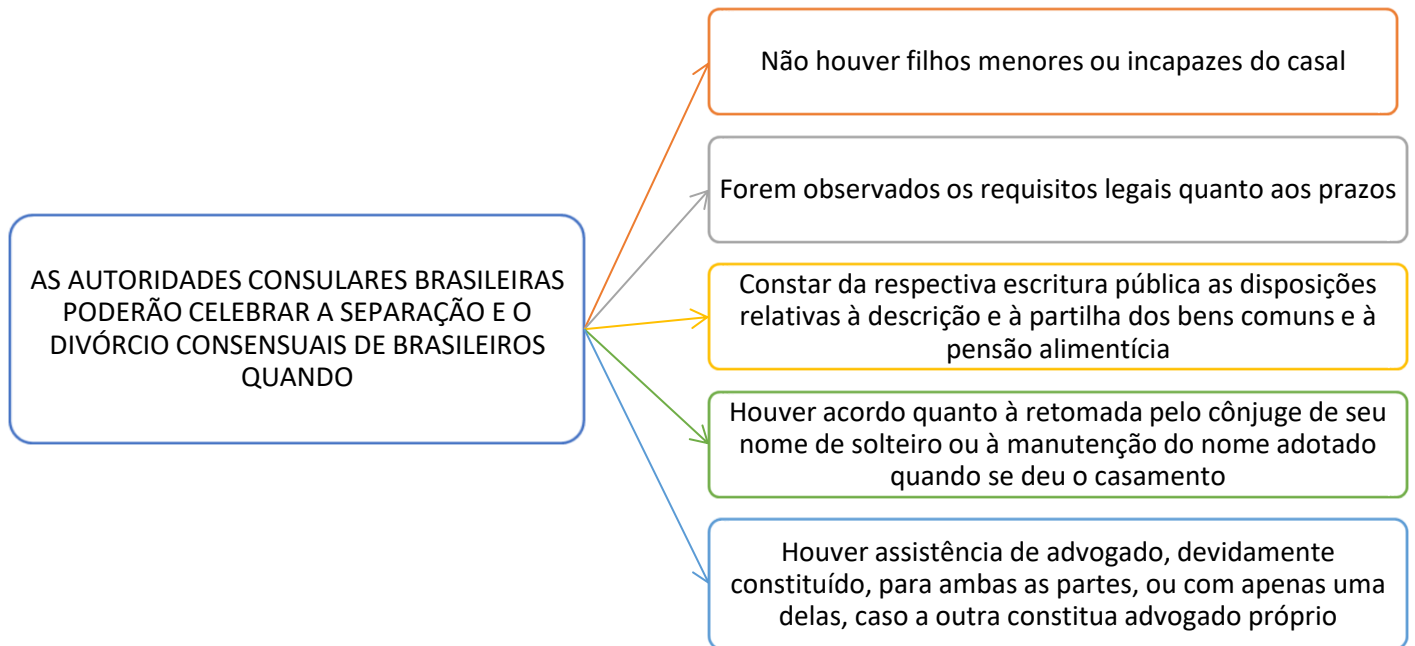 AS AUTORIDADES CONSULARES BRASILEIRAS
PODERÃO CELEBRAR A SEPARAÇÃO E O
DIVÓRCIO CONSENSUAIS DE BRASILEIROS
QUANDO
Não houver filhos menores ou incapazes do casal
Forem observados os requisitos legais quanto aos prazos
Constar da respectiva escritura pública as disposições
relativas à descrição e à partilha dos bens comuns e à
pensão alimentícia
Houver acordo quanto à retomada pelo cônjuge de seu
nome de solteiro ou à manutenção do nome adotado
quando se deu o casamento
Houver assistência de advogado, devidamente
constituído, para ambas as partes, ou com apenas uma
delas, caso a outra constitua advogado próprio